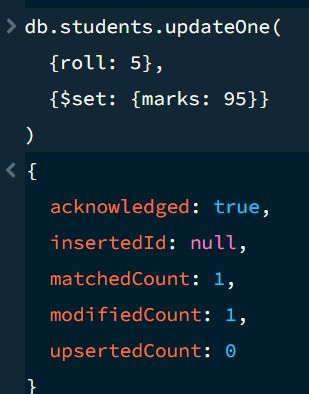 > db.students.updateOne(
{roll: 5},
{$set: {marks: 95}}
)
< {
acknowledged: true,
insertedId: null,
matchedCount: 1,
modifiedCount: 1,
upsertedCount: 0
}